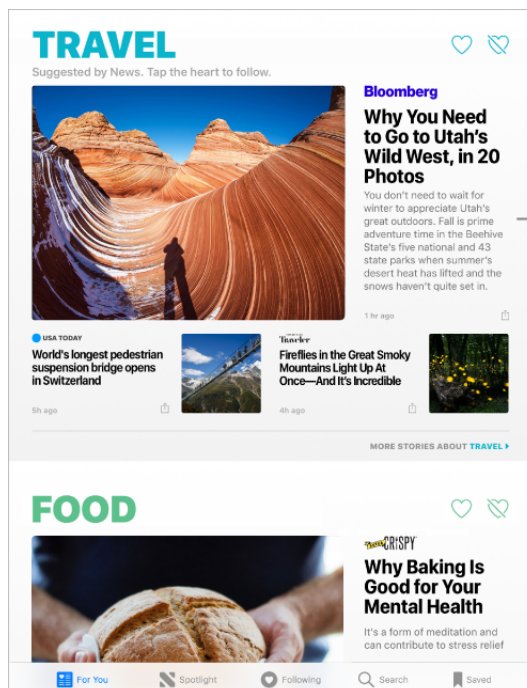 TRAVEL
Suggested by News. Tap the heart to follow.
Bloomberg
Why You Need
to Go to Utah's
Wild West, in 20
Photos
You don't need to wait for
winter to appreciate Utah's
great outdoors. Fall is prime
adventure time in the Beehive
State's five national and 43
state parks when summer's
desert heat has lifted and the
snows haven't quite set in.
1 hr ago
USA TODAY
World's longest pedestrian
suspension bridge opens
in Switzerland
5h ago
Traveler
Fireflies in the Great Smoky
Mountains Light Up At
Once—And It's Incredible
4h ago
MORE STORIES ABOUT TRAVEL
FOOD
CRISPY
Why Baking Is
Good for Your
Mental Health
It's a form of meditation and
can contribute to stress relief
For You
Spotlight
Following
Search
Saved